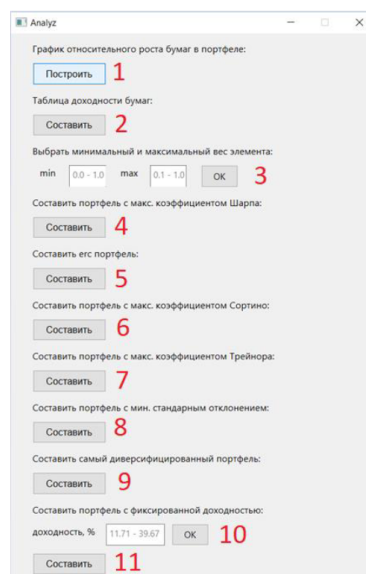 Analyz
График относительного роста бумаг в портфеле:
Построить 1
Таблица доходности бумаг:
Составить 2
Выбрать минимальный и максимальный вес элемента:
min 0.0 - 1.0 max 0.1 - 1.0 OK 3
Составить портфель с макс. коэффициентом Шарпа:
Составить 4
Составить erc портфель:
Составить 5
Составить портфель с макс. коэффициентом Сортино:
Составить 6
Составить портфель с макс. коэффициентом Трейнора:
Составить 7
Составить портфель с мин. стандарным отклонением:
Составить 8
Составить самый диверсифицированный портфель:
Составить 9
Составить портфель с фиксированной доходностью:
доходность, % 11.71 - 39.67 OK 10
Составить 11